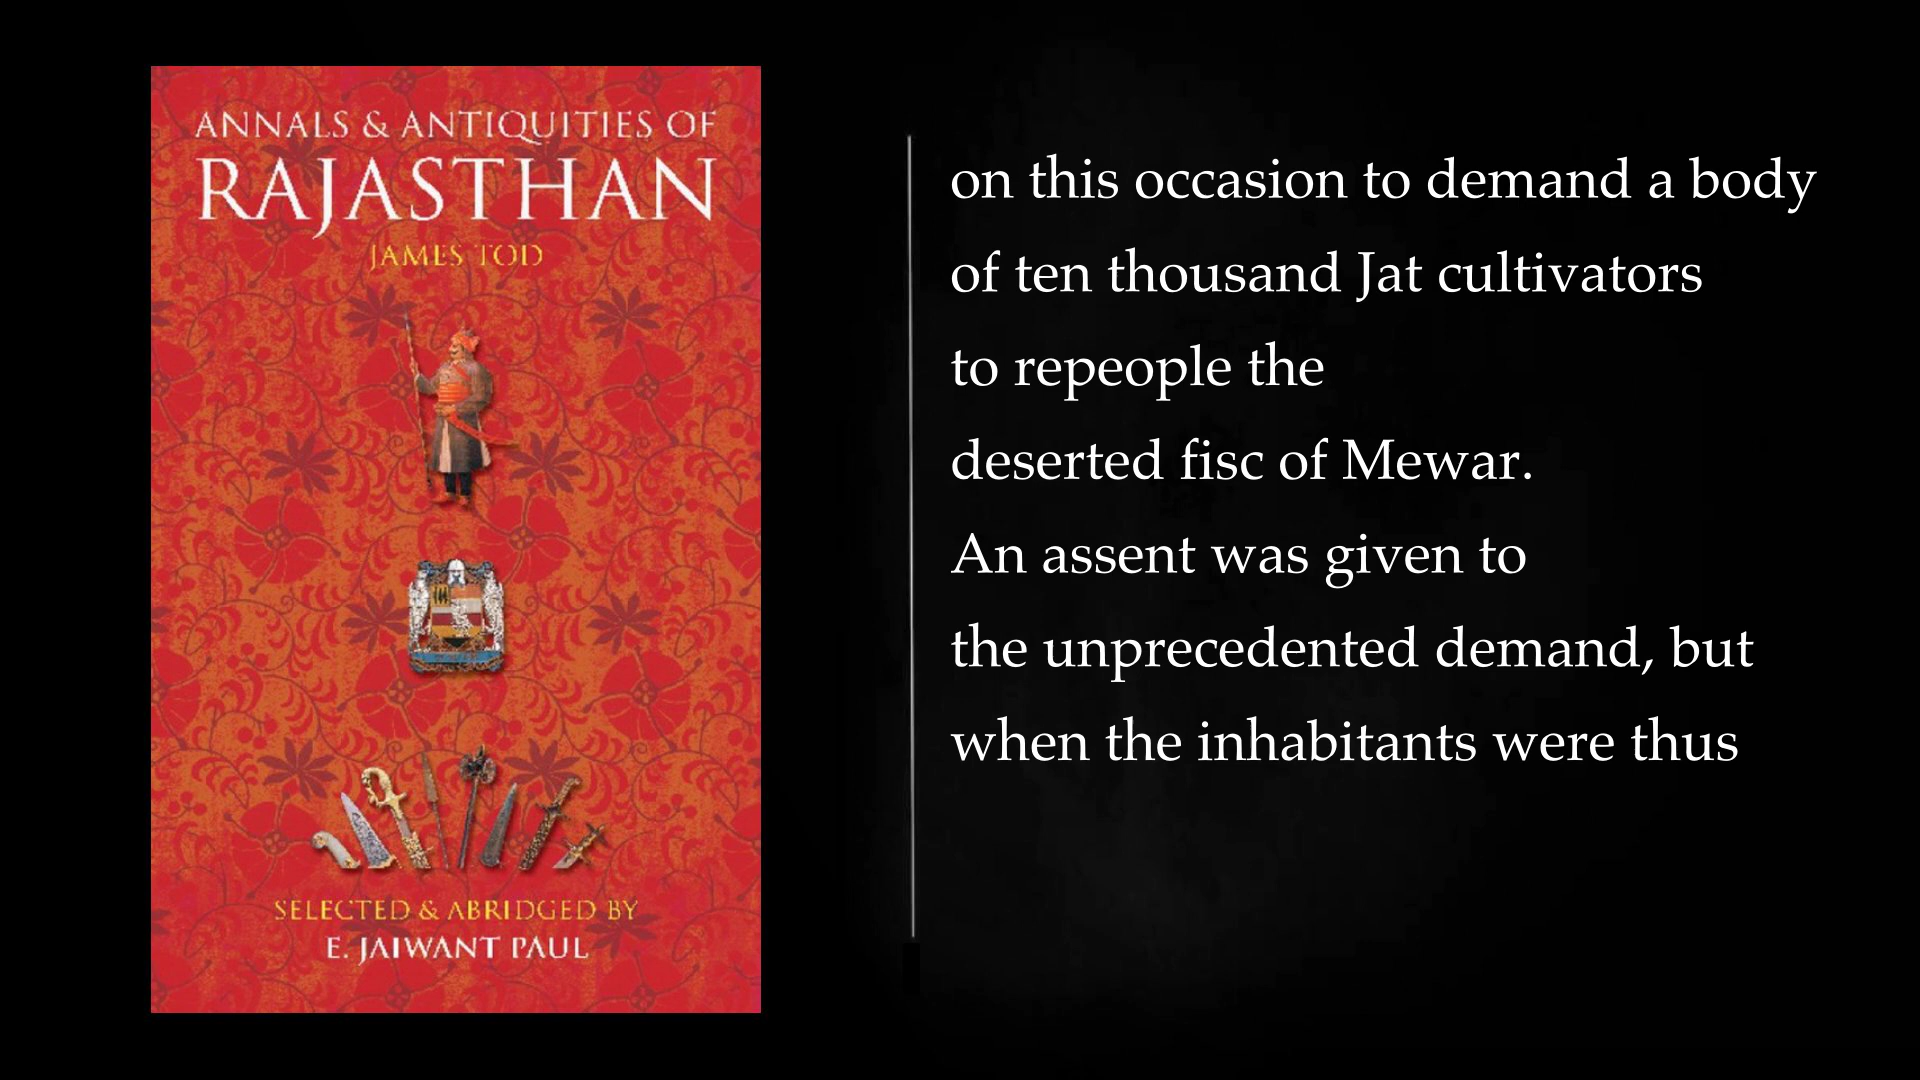 ANNALS & ANTIQUITIES OF
RAJASTHAN
JAMES TOD
SELECTED & ABRIDGED BY
E. JAIWANT PAUL
on this occasion to demand a body
of ten thousand Jat cultivators
to repeople the
deserted fisc of Mewar.
An assent was given to
the unprecedented demand, but
when the inhabitants were thus